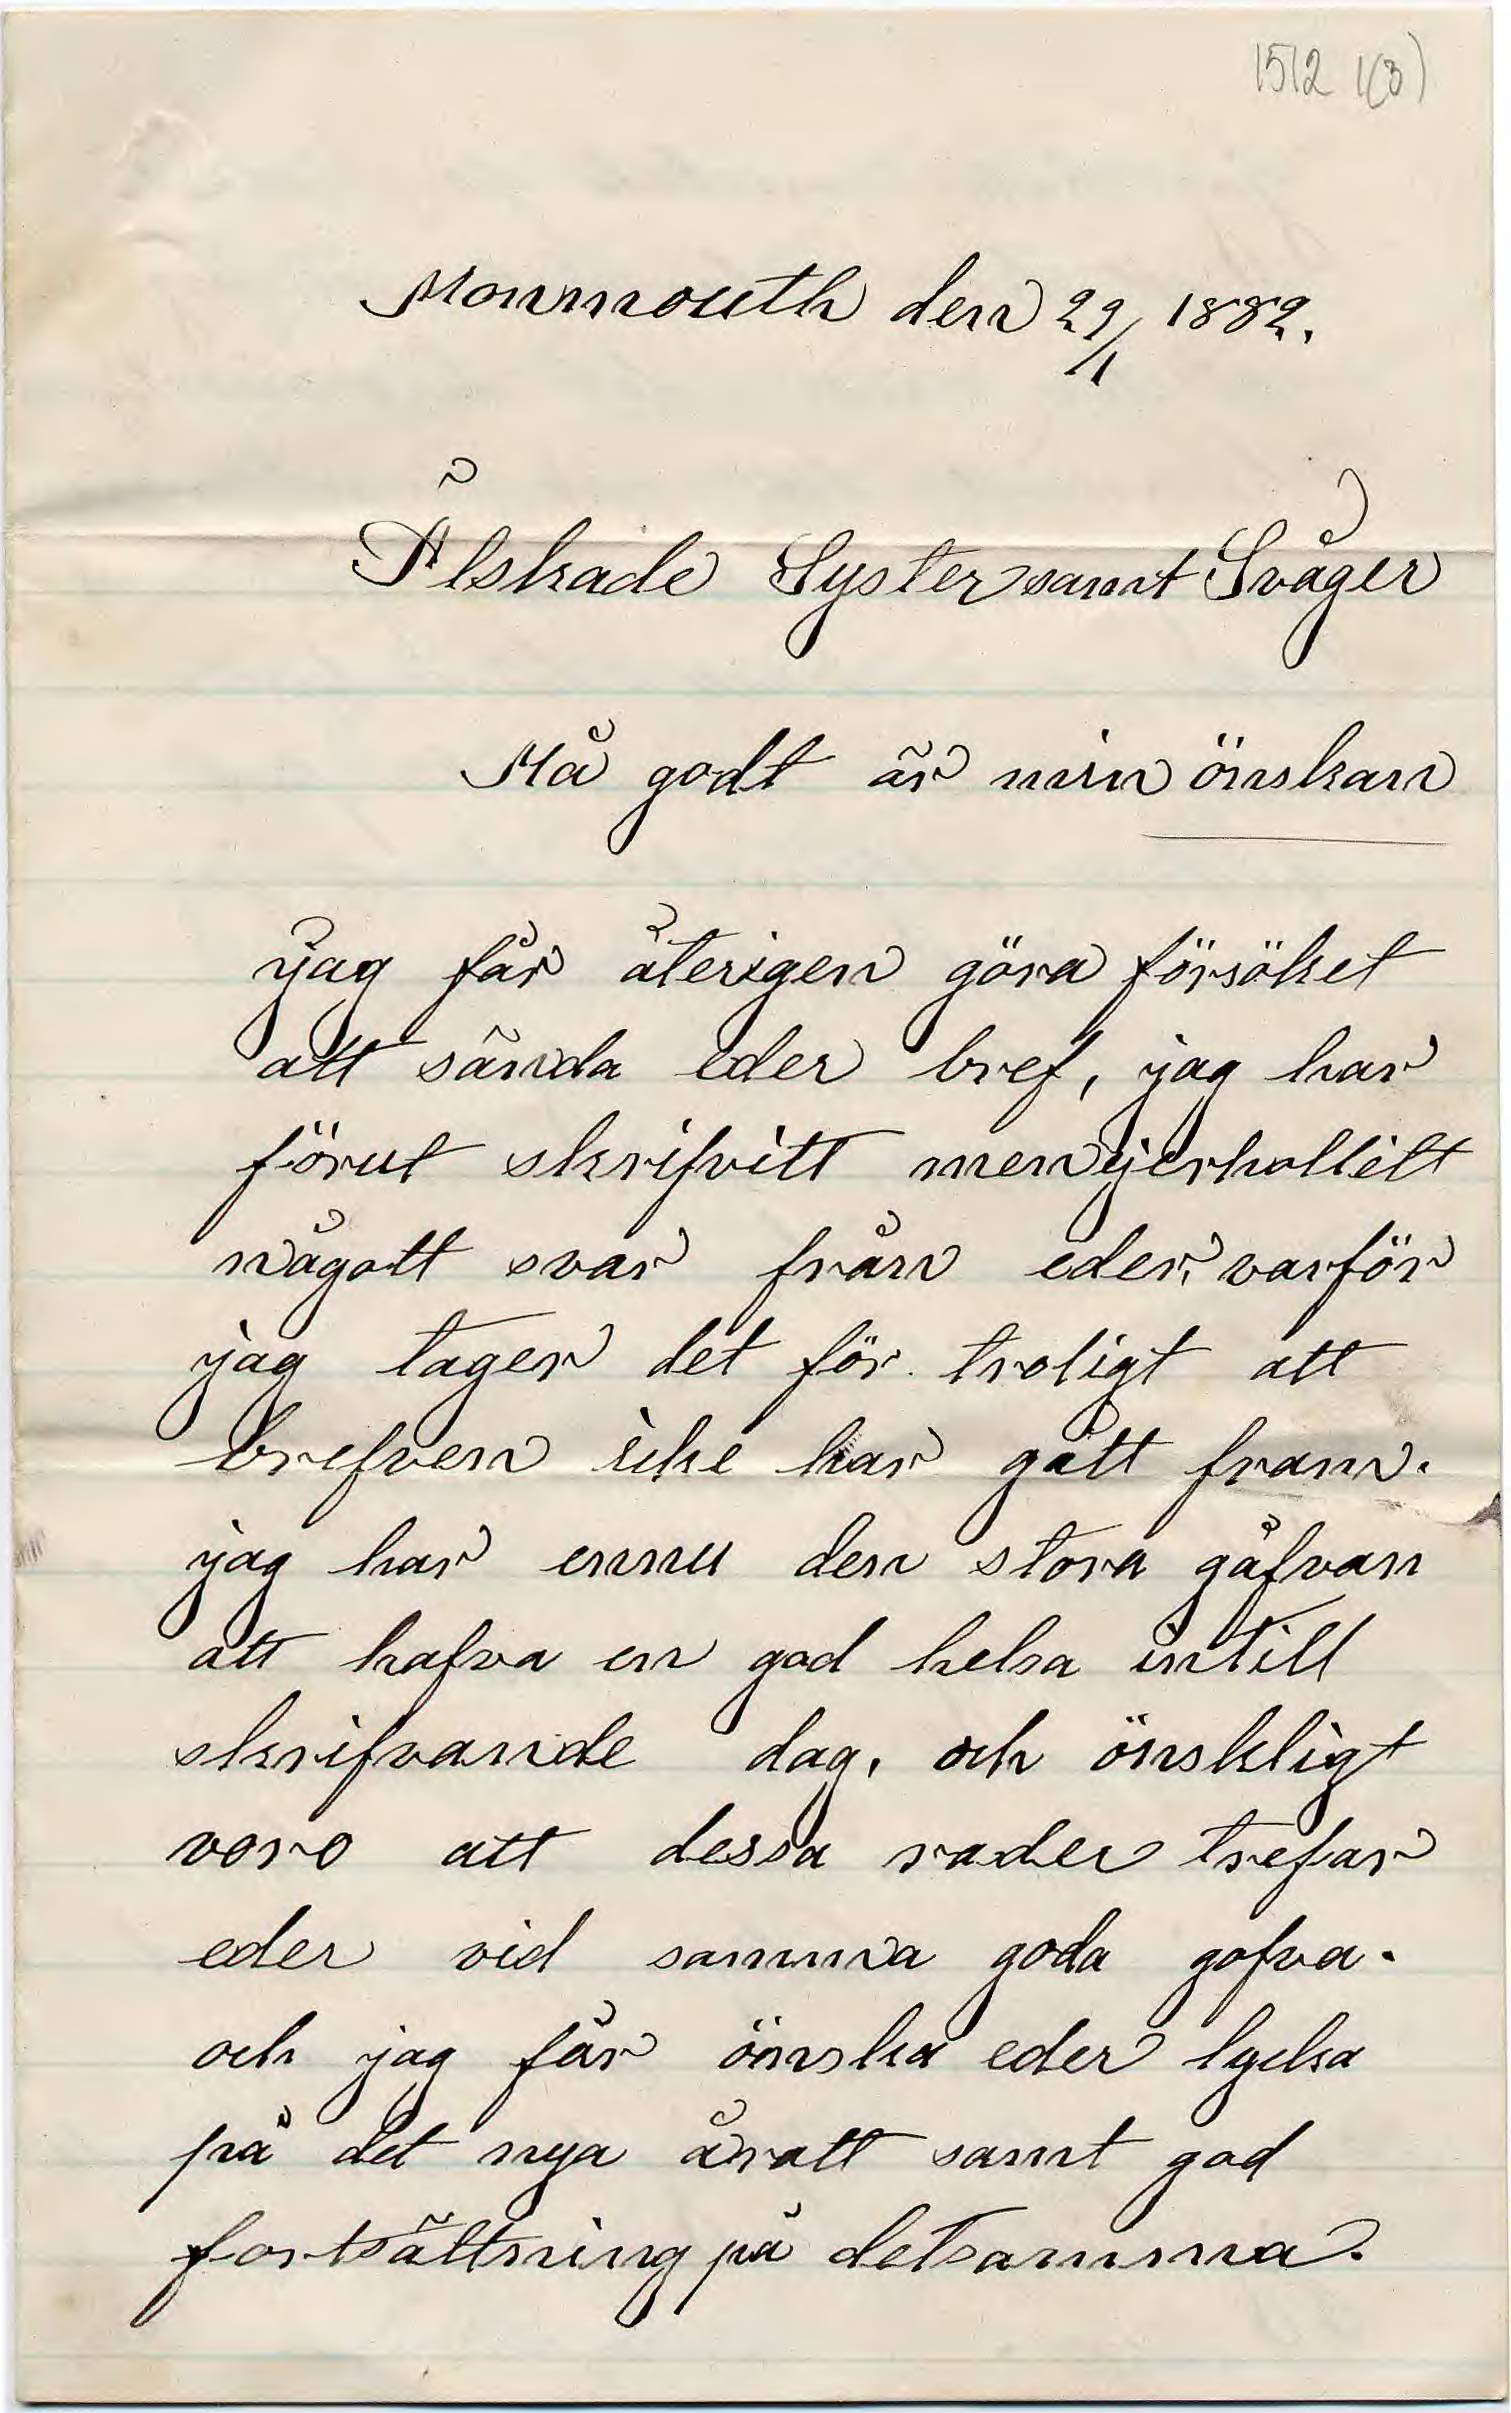 1512 1(3)
Monmouth den 29/1 1882.
Älskade Syster samt Svåger
Må godt är min önskan
jag får återigen göra försöket
att sända eder bref, jag har
förut skrifvitt men ej erhollitt
någott svar från eder, varför
jag tager det för troligt att
brefven icke har gått fram.
jag har ennu den stora gåfvan
att hafva en god helsa intill
skrifvande dag, och önskligt
voro att dessa rader trefar
eder vid samma goda gofva.
och jag får önska eder lycka
på det nya åratt samt god
fortsättning på detsamma.